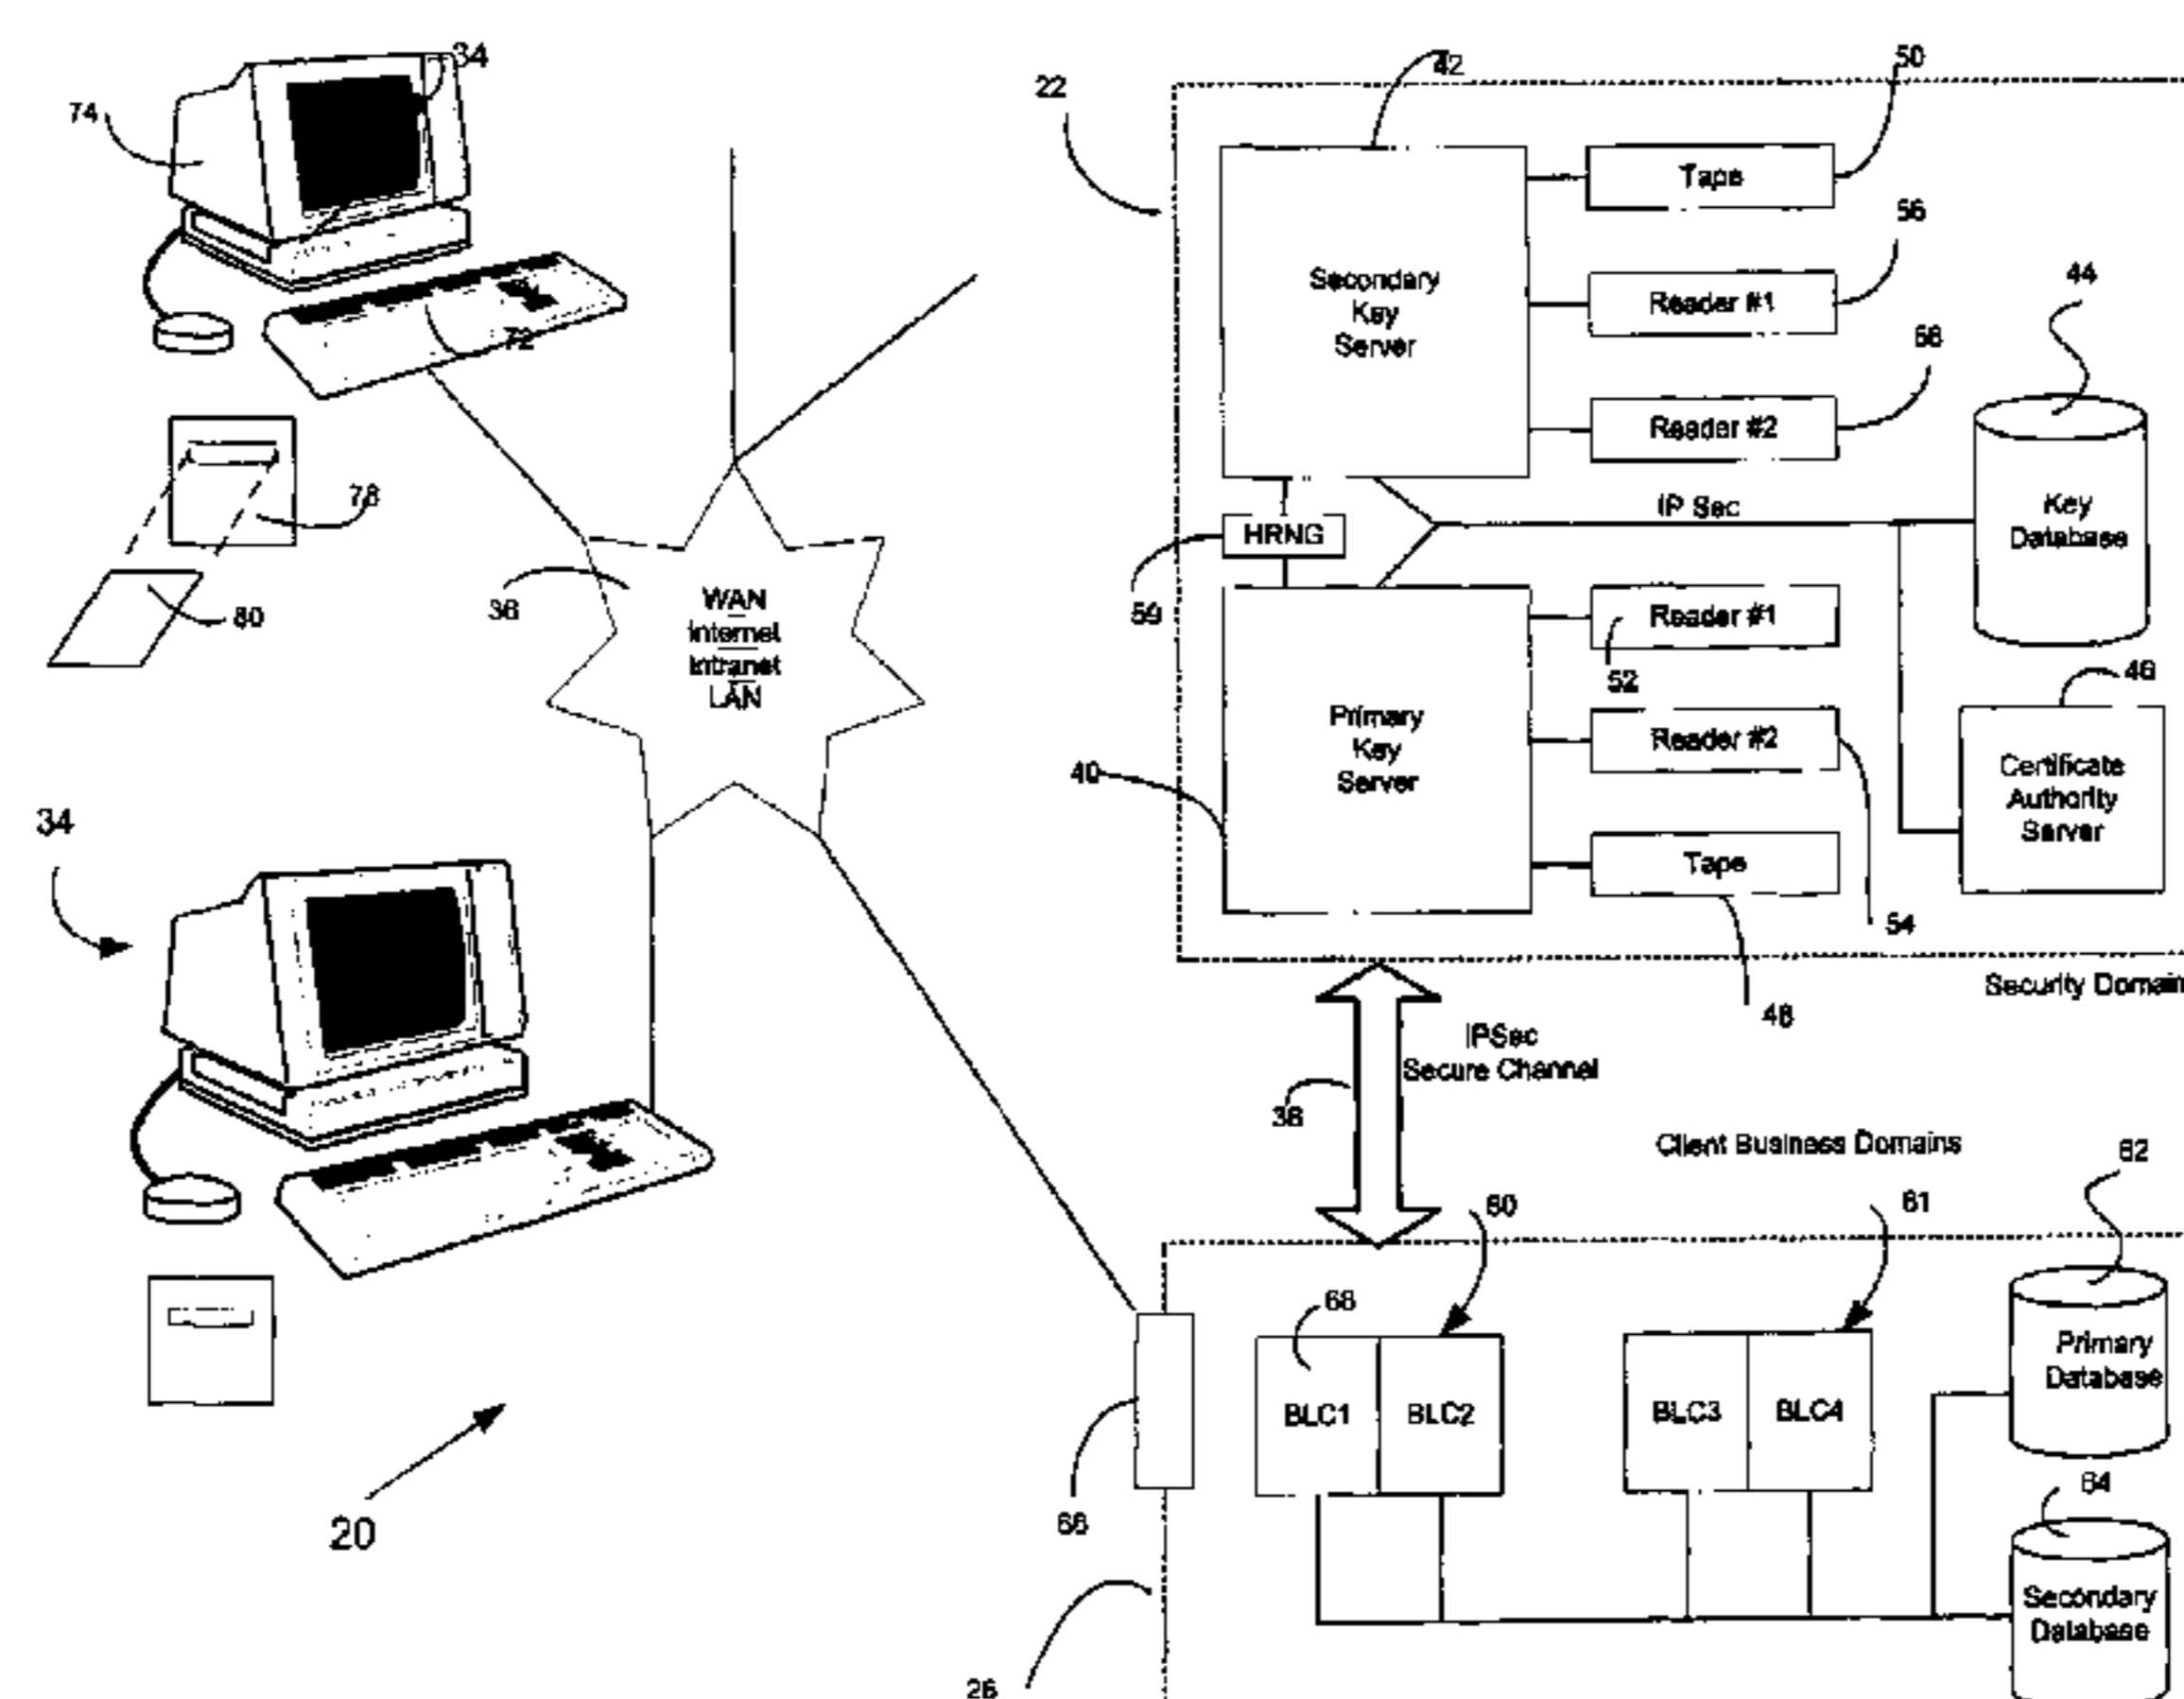 34
74
72
78
80
36
WAN
Internet
Intranet
LAN
34
20
22
42
50
Tape
56
Secondary
Key
Server
Reader #1
58
Reader #2
44
Key
Database
IP Sec
HRNG
59
Reader #1
52
46
Primary
Key
Server
40
Reader #2
Certificate
Authority
Server
Tape
54
48
Security Domain
IPSec
Secure Channel
38
Client Business Domains
62
60
61
68
BLC1
BLC2
BLC3
BLC4
Primary
Database
66
64
Secondary
Database
26